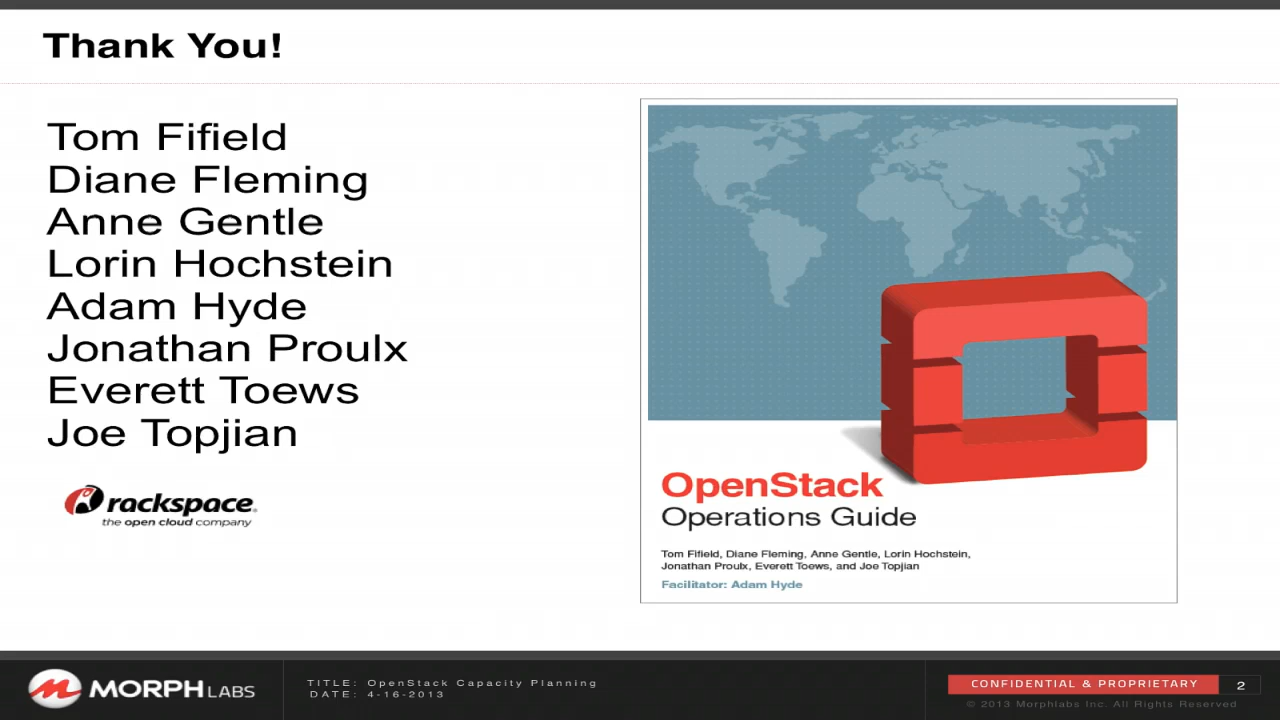 Thank You!
Tom Fifield
Diane Fleming
Anne Gentle
Lorin Hochstein
Adam Hyde
Jonathan Proulx
Everett Toews
Joe Topjian
rackspace®
the open cloud company
OpenStack
Operations Guide
Tom Fifield, Diane Fleming, Anne Gentle, Lorin Hochstein,
Jonathan Proulx, Everett Toews, and Joe Topjian
Facilitator: Adam Hyde
MORPHLABS
TITLE: OpenStack Capacity Planning
DATE: 4-16-2013
CONFIDENTIAL & PROPRIETARY 2
© 2013 Morphlabs Inc. All Rights Reserved